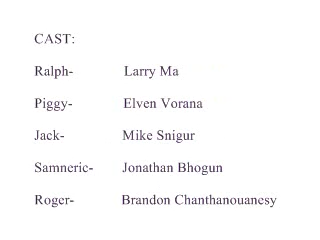 CAST:
Ralph- Larry Ma
Piggy- Elven Vorana
Jack- Mike Snigur
Samneric- Jonathan Bhogun
Roger- Brandon Chanthanouanesy